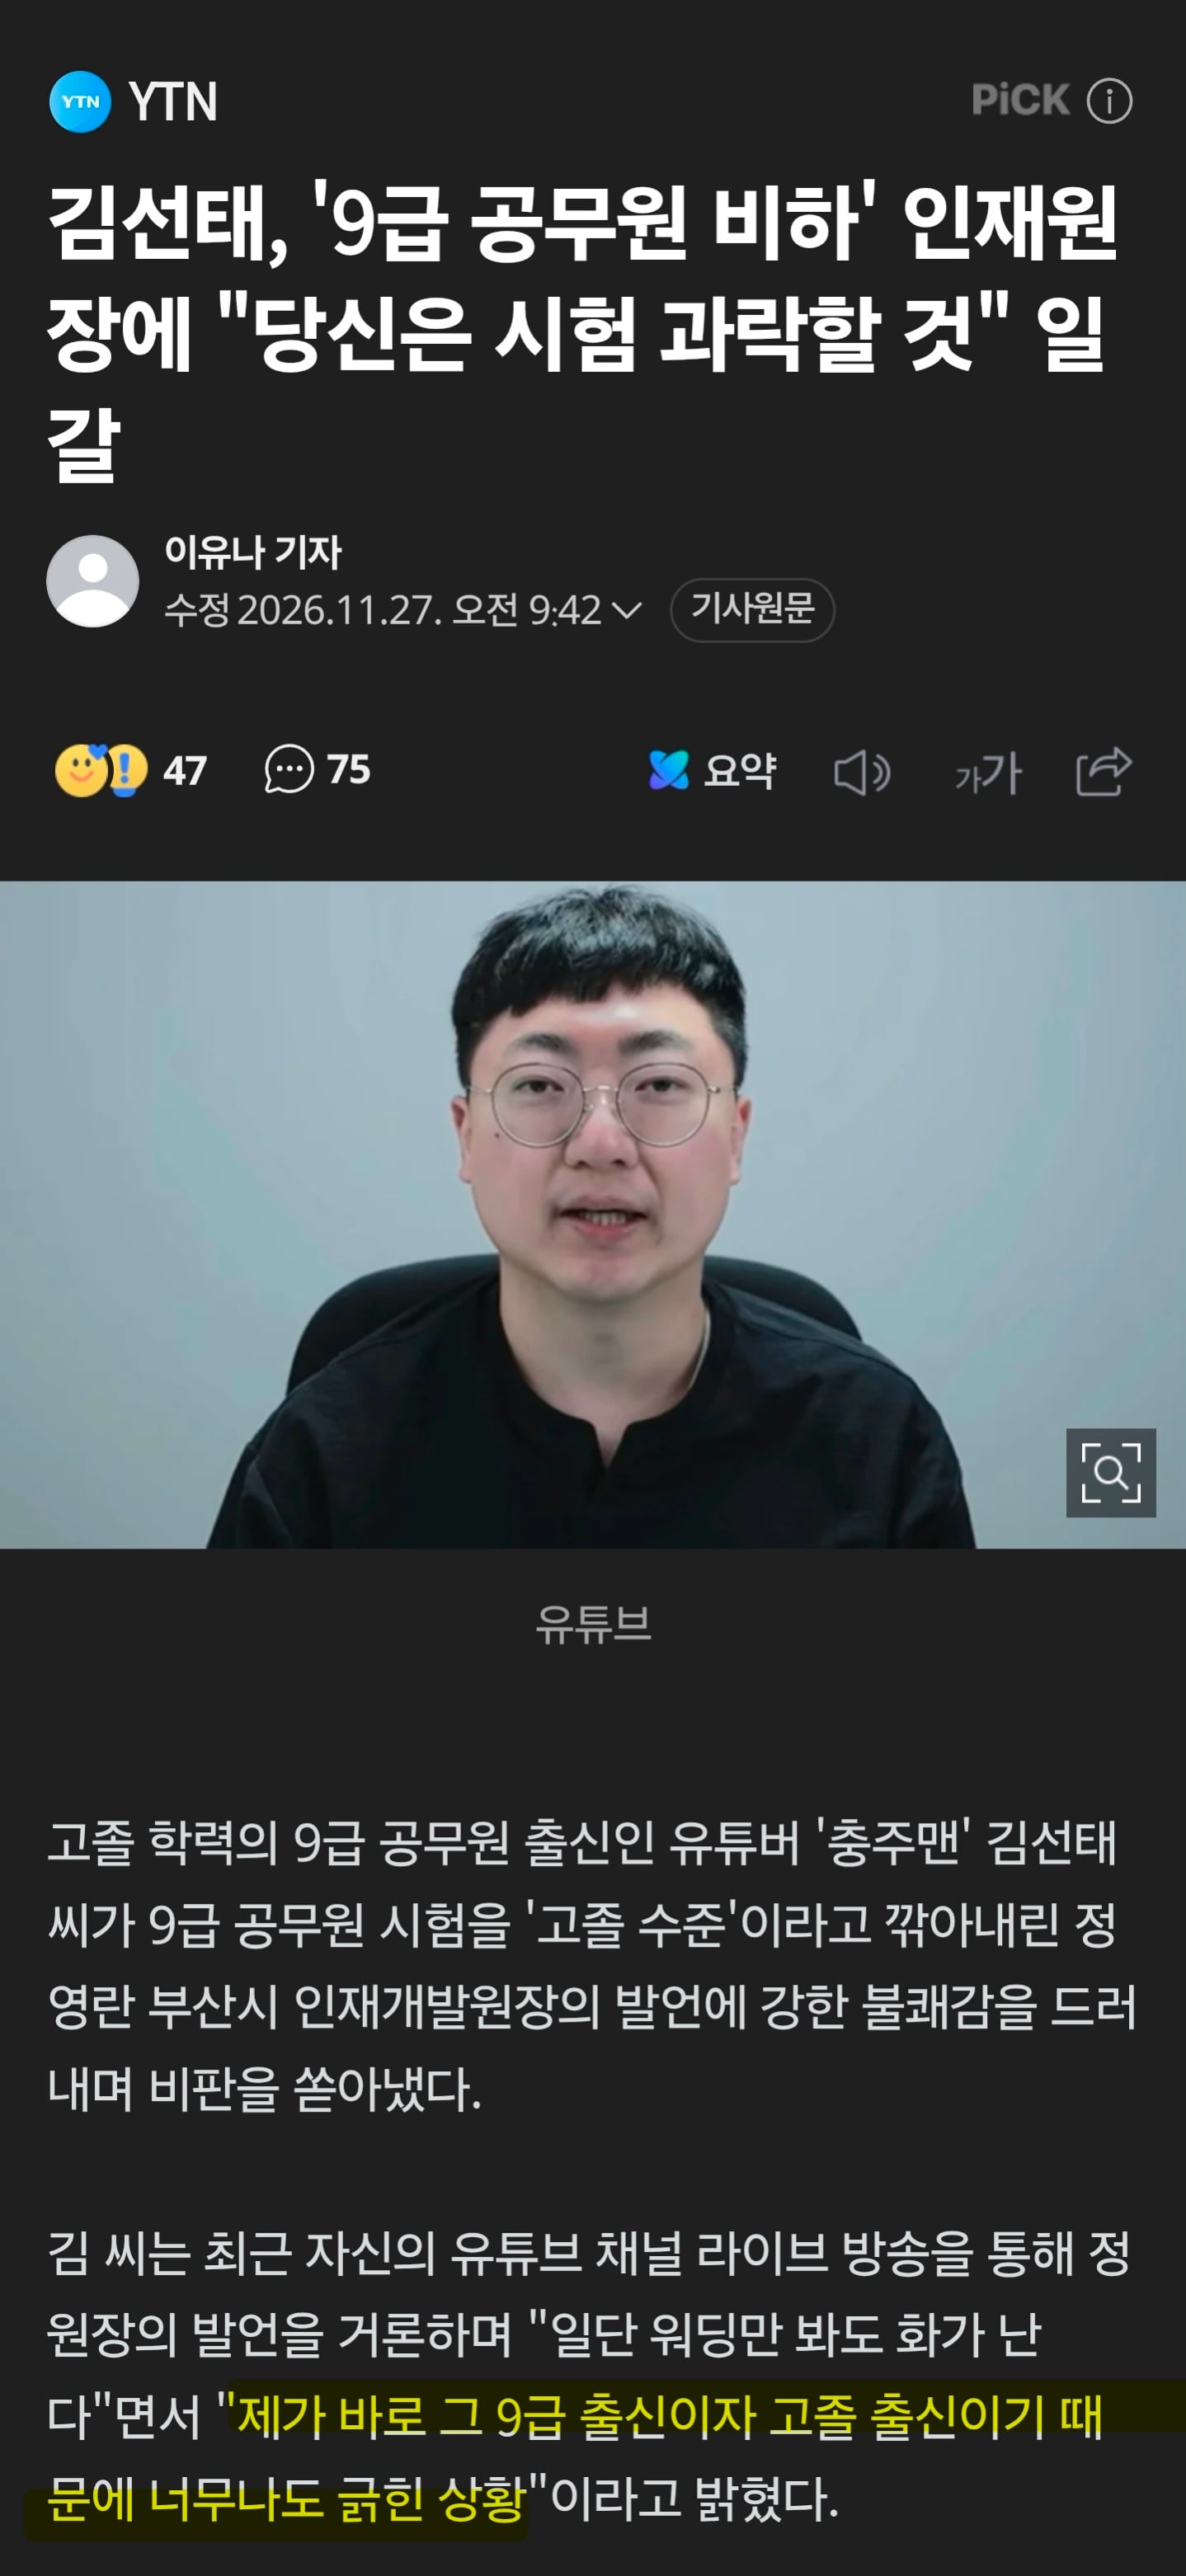 YTN YTN PiCK
김선태, '9급 공무원 비하' 인재원
장에 "당신은 시험 과락할 것" 일
갈
이유나 기자
수정 2026.11.27. 오전 9:42 기사원문
47 75 요약 가가
유튜브
고졸 학력의 9급 공무원 출신인 유튜버 '충주맨' 김선태
씨가 9급 공무원 시험을 '고졸 수준'이라고 깎아내린 정
영란 부산시 인재개발원장의 발언에 강한 불쾌감을 드러
내며 비판을 쏟아냈다.
김 씨는 최근 자신의 유튜브 채널 라이브 방송을 통해 정
원장의 발언을 거론하며 "일단 워딩만 봐도 화가 난
다"면서 "제가 바로 그 9급 출신이자 고졸 출신이기 때
문에 너무나도 긁힌 상황"이라고 밝혔다.